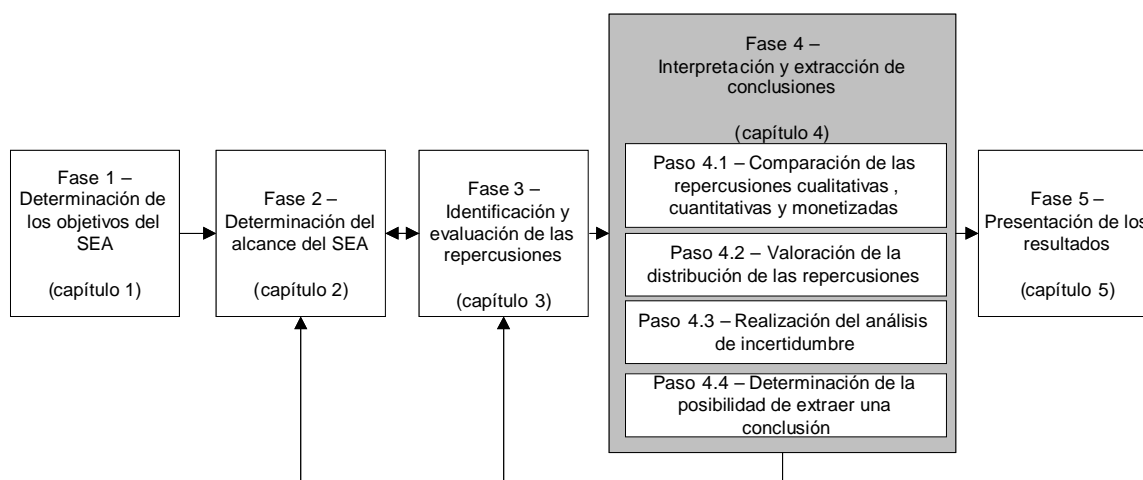 Fase 1 –
Determinación de
los objetivos del
SEA
(capítulo 1)
Fase 2 –
Determinación del
alcance del SEA
(capítulo 2)
Fase 3 –
Identificación y
evaluación de las
repercusiones
(capítulo 3)
Fase 4 –
Interpretación y extracción de
conclusiones
(capítulo 4)
Paso 4.1 – Comparación de las
repercusiones cualitativas ,
cuantitativas y monetizadas
Paso 4.2 – Valoración de la
distribución de las repercusiones
Paso 4.3 – Realización del análisis
de incertidumbre
Paso 4.4 – Determinación de la
posibilidad de extraer una
conclusión
Fase 5 –
Presentación de los
resultados
(capítulo 5)